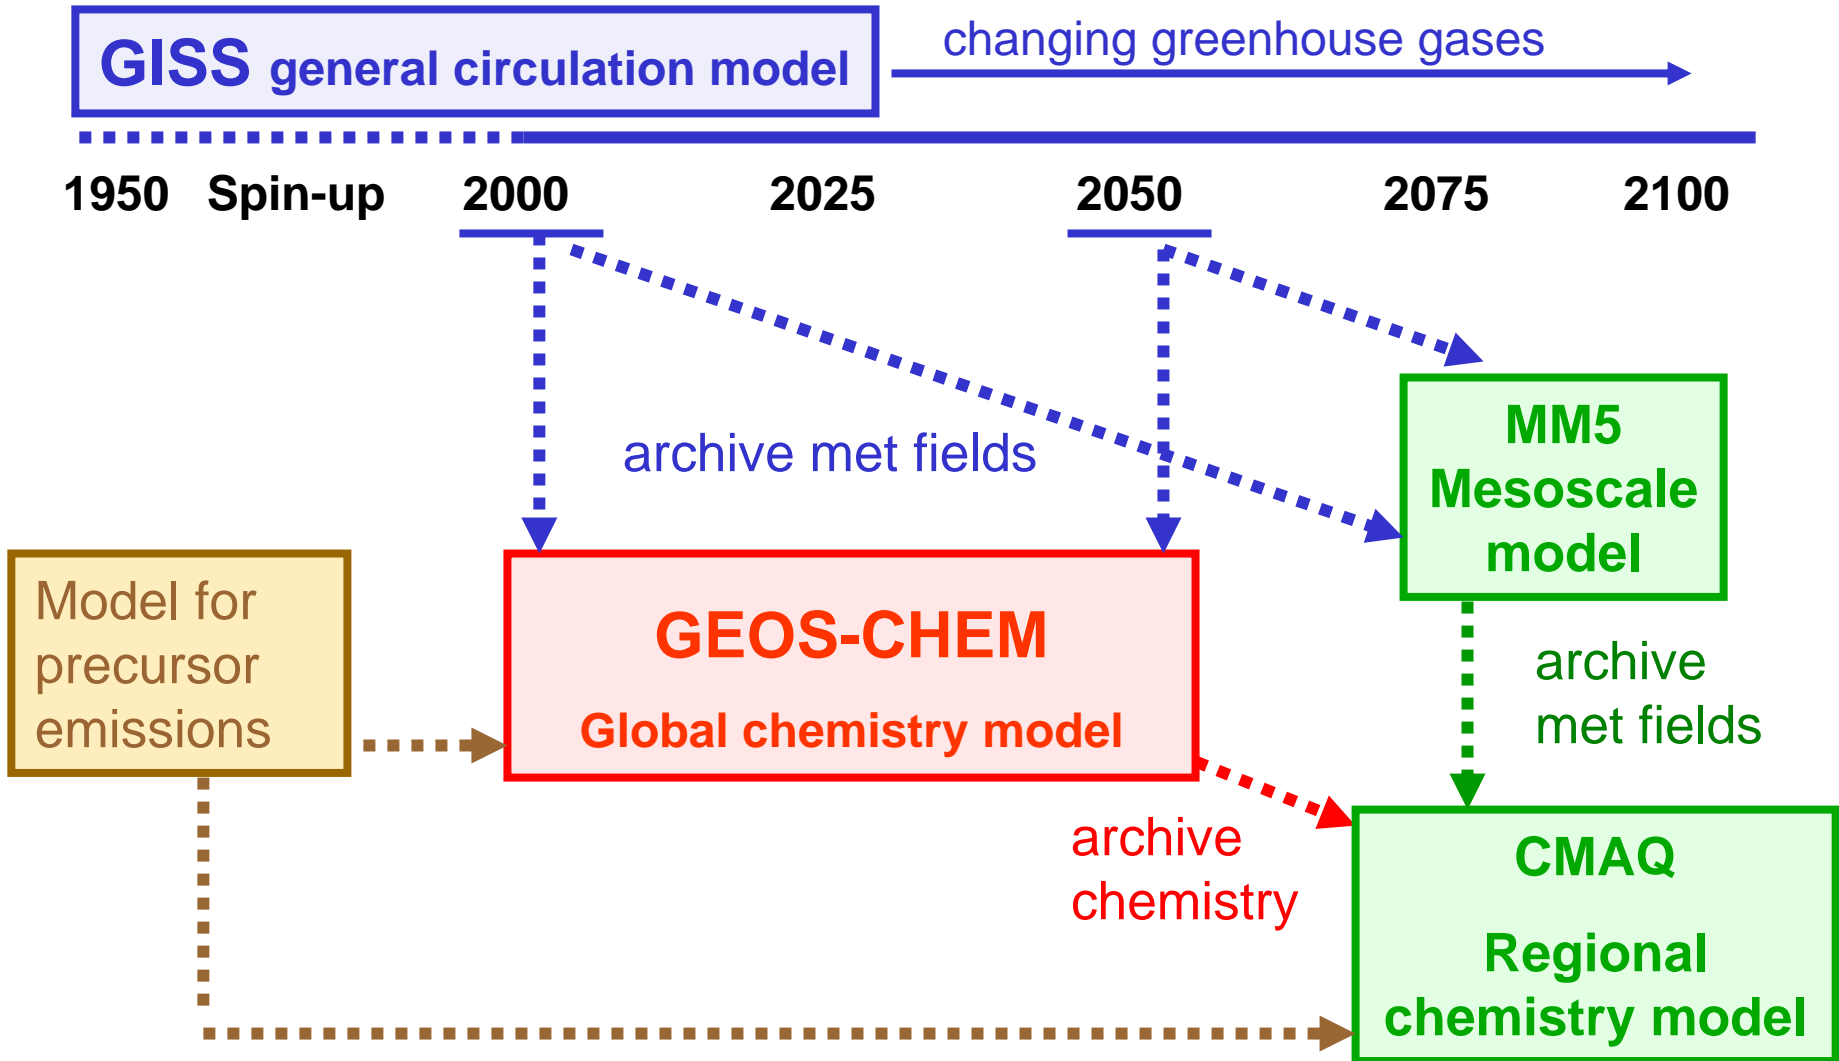 GISS general circulation model
changing greenhouse gases
1950 Spin-up 2000 2025 2050 2075 2100
archive met fields
MM5
Mesoscale
model
Model for
precursor
emissions
GEOS-CHEM
Global chemistry model
archive
met fields
archive
chemistry
CMAQ
Regional
chemistry model